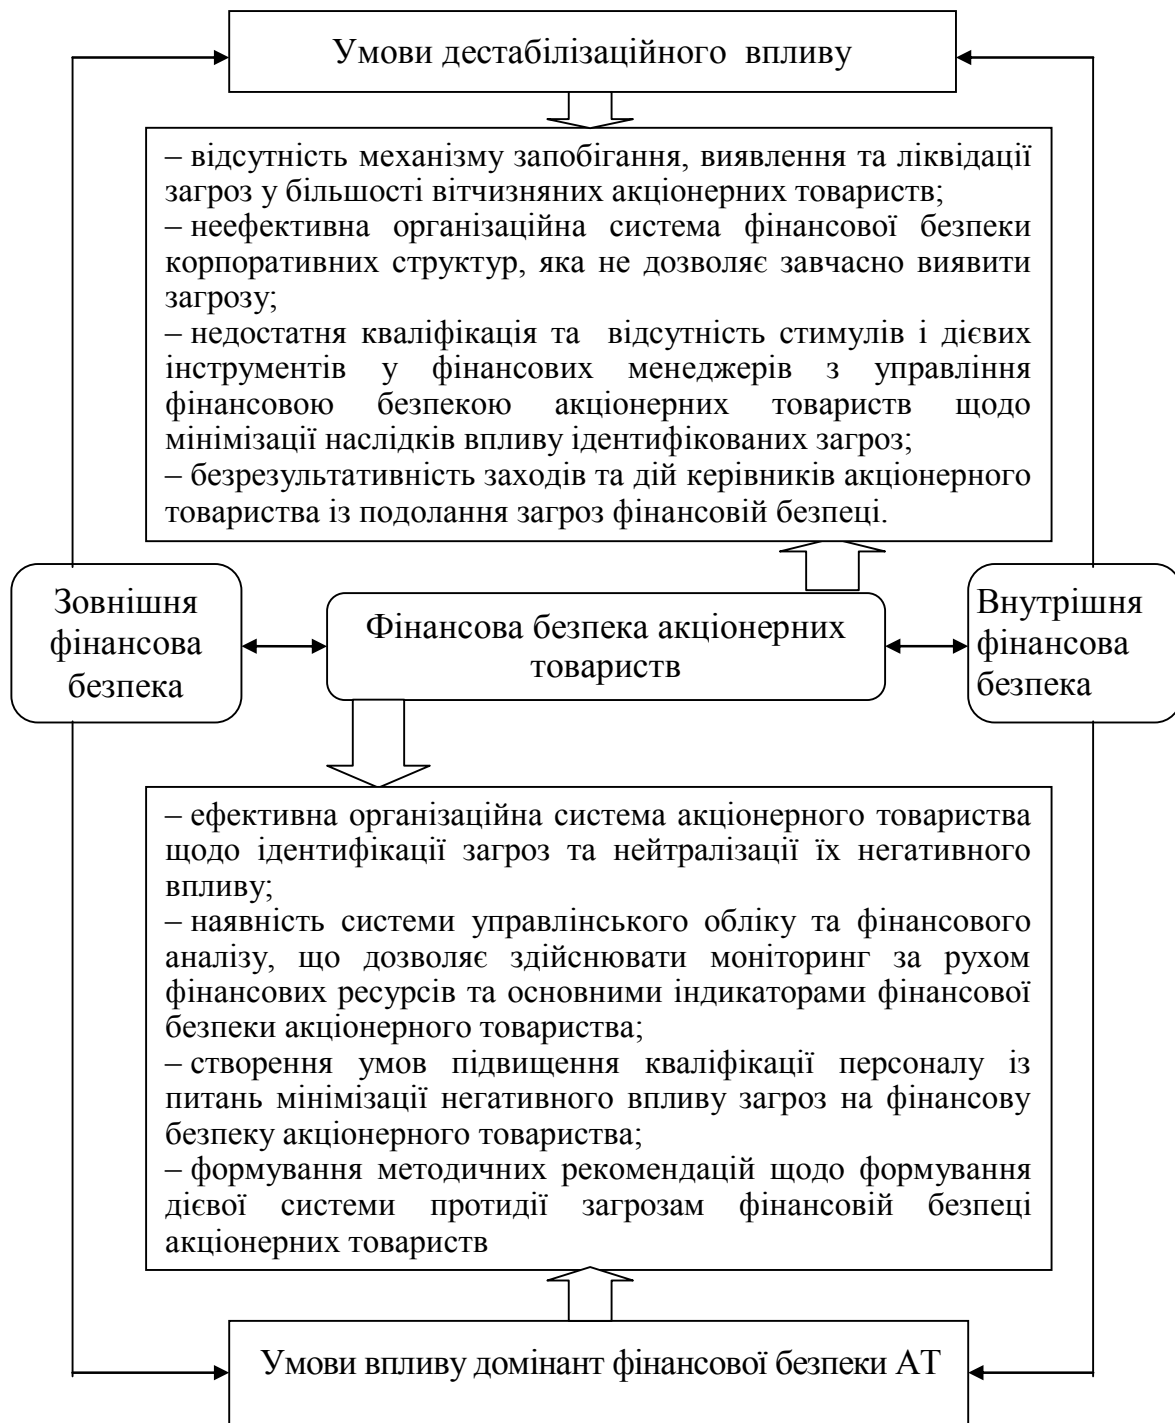 Умови дестабілізаційного впливу
– відсутність механізму запобігання, виявлення та ліквідації
загроз у більшості вітчизняних акціонерних товариств;
– неефективна організаційна система фінансової безпеки
корпоративних структур, яка не дозволяє завчасно виявити
загрозу;
– недостатня кваліфікація та відсутність стимулів і дієвих
інструментів у фінансових менеджерів з управління
фінансовою безпекою акціонерних товариств щодо
мінімізації наслідків впливу ідентифікованих загроз;
– безрезультативність заходів та дій керівників акціонерного
товариства із подолання загроз фінансовій безпеці.
Зовнішня
фінансова
безпека
Фінансова безпека акціонерних
товариств
Внутрішня
фінансова
безпека
– ефективна організаційна система акціонерного товариства
щодо ідентифікації загроз та нейтралізації їх негативного
впливу;
– наявність системи управлінського обліку та фінансового
аналізу, що дозволяє здійснювати моніторинг за рухом
фінансових ресурсів та основними індикаторами фінансової
безпеки акціонерного товариства;
– створення умов підвищення кваліфікації персоналу із
питань мінімізації негативного впливу загроз на фінансову
безпеку акціонерного товариства;
– формування методичних рекомендацій щодо формування
дієвої системи протидії загрозам фінансовій безпеці
акціонерних товариств
Умови впливу домінант фінансової безпеки АТ